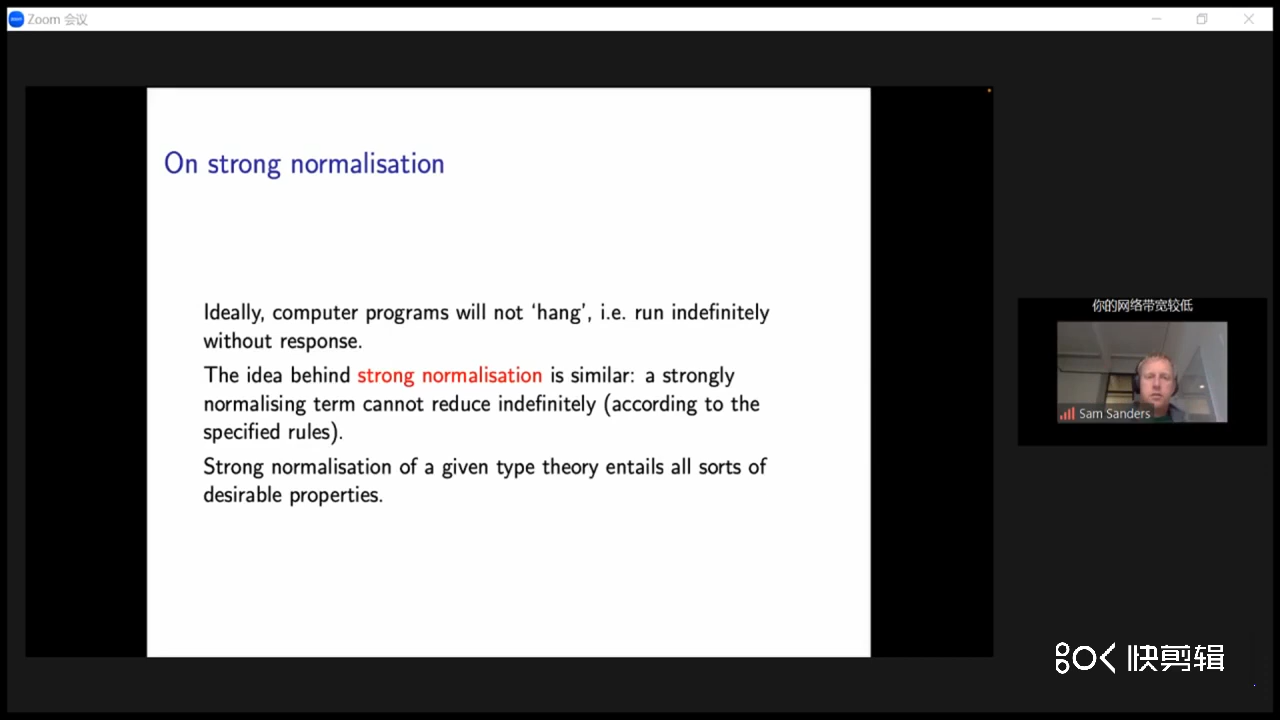 Zoom 会议
On strong normalisation
Ideally, computer programs will not ‘hang’, i.e. run indefinitely
without response.
The idea behind strong normalisation is similar: a strongly
normalising term cannot reduce indefinitely (according to the
specified rules).
Strong normalisation of a given type theory entails all sorts of
desirable properties.
你的网络带宽较低
Sam Sanders
快剪辑